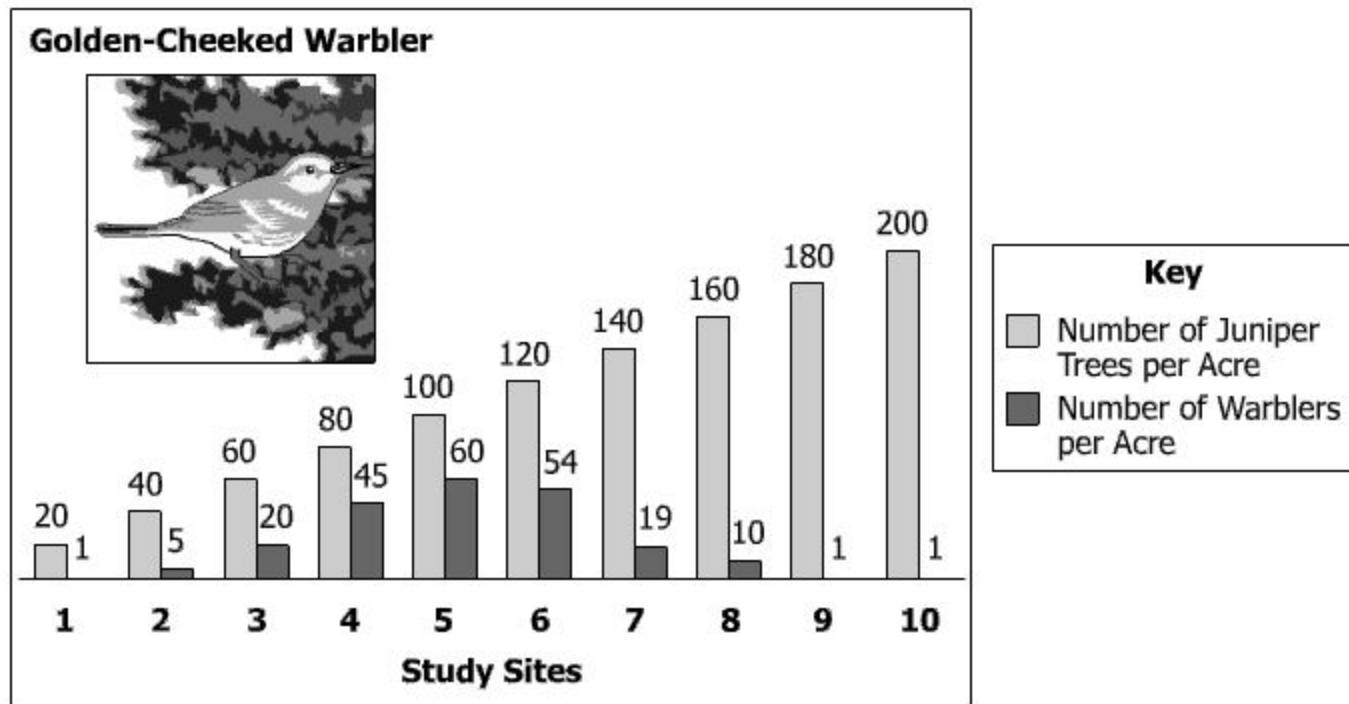 Golden-Cheeked Warbler
20
1
40
5
60
20
80
45
100
60
120
54
140
19
160
10
180
1
200
1
1 2 3 4 5 6 7 8 9 10
Study Sites
Key
Number of Juniper
Trees per Acre
Number of Warblers
per Acre